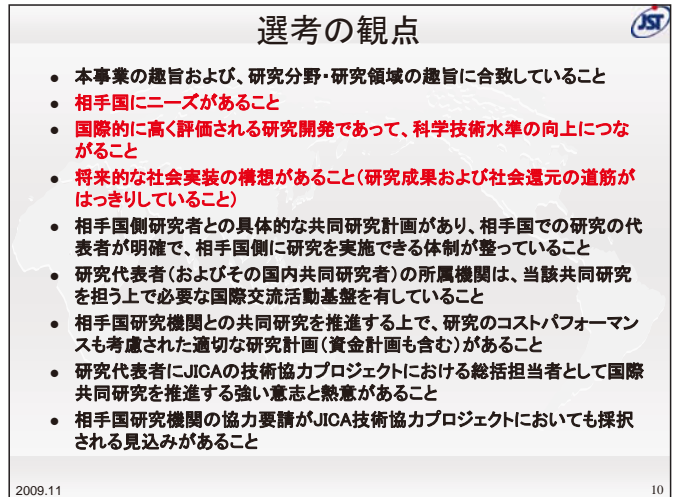 選考の観点
JST
● 本事業の趣旨および、研究分野・研究領域の趣旨に合致していること
● 相手国にニーズがあること
● 国際的に高く評価される研究開発であって、科学技術水準の向上につな
がること
● 将来的な社会実装の構想があること(研究成果および社会還元の道筋が
はっきりしていること)
● 相手国側研究者との具体的な共同研究計画があり、相手国での研究の代
表者が明確で、相手国側に研究を実施できる体制が整っていること
● 研究代表者(およびその国内共同研究者)の所属機関は、当該共同研究
を担う上で必要な国際交流活動基盤を有していること
● 相手国研究機関との共同研究を推進する上で、研究のコストパフォーマン
スも考慮された適切な研究計画(資金計画も含む)があること
● 研究代表者にJICAの技術協力プロジェクトにおける総括担当者として国際
共同研究を推進する強い意志と熱意があること
● 相手国研究機関の協力要請がJICA技術協力プロジェクトにおいても採択
される見込みがあること
2009.11
10